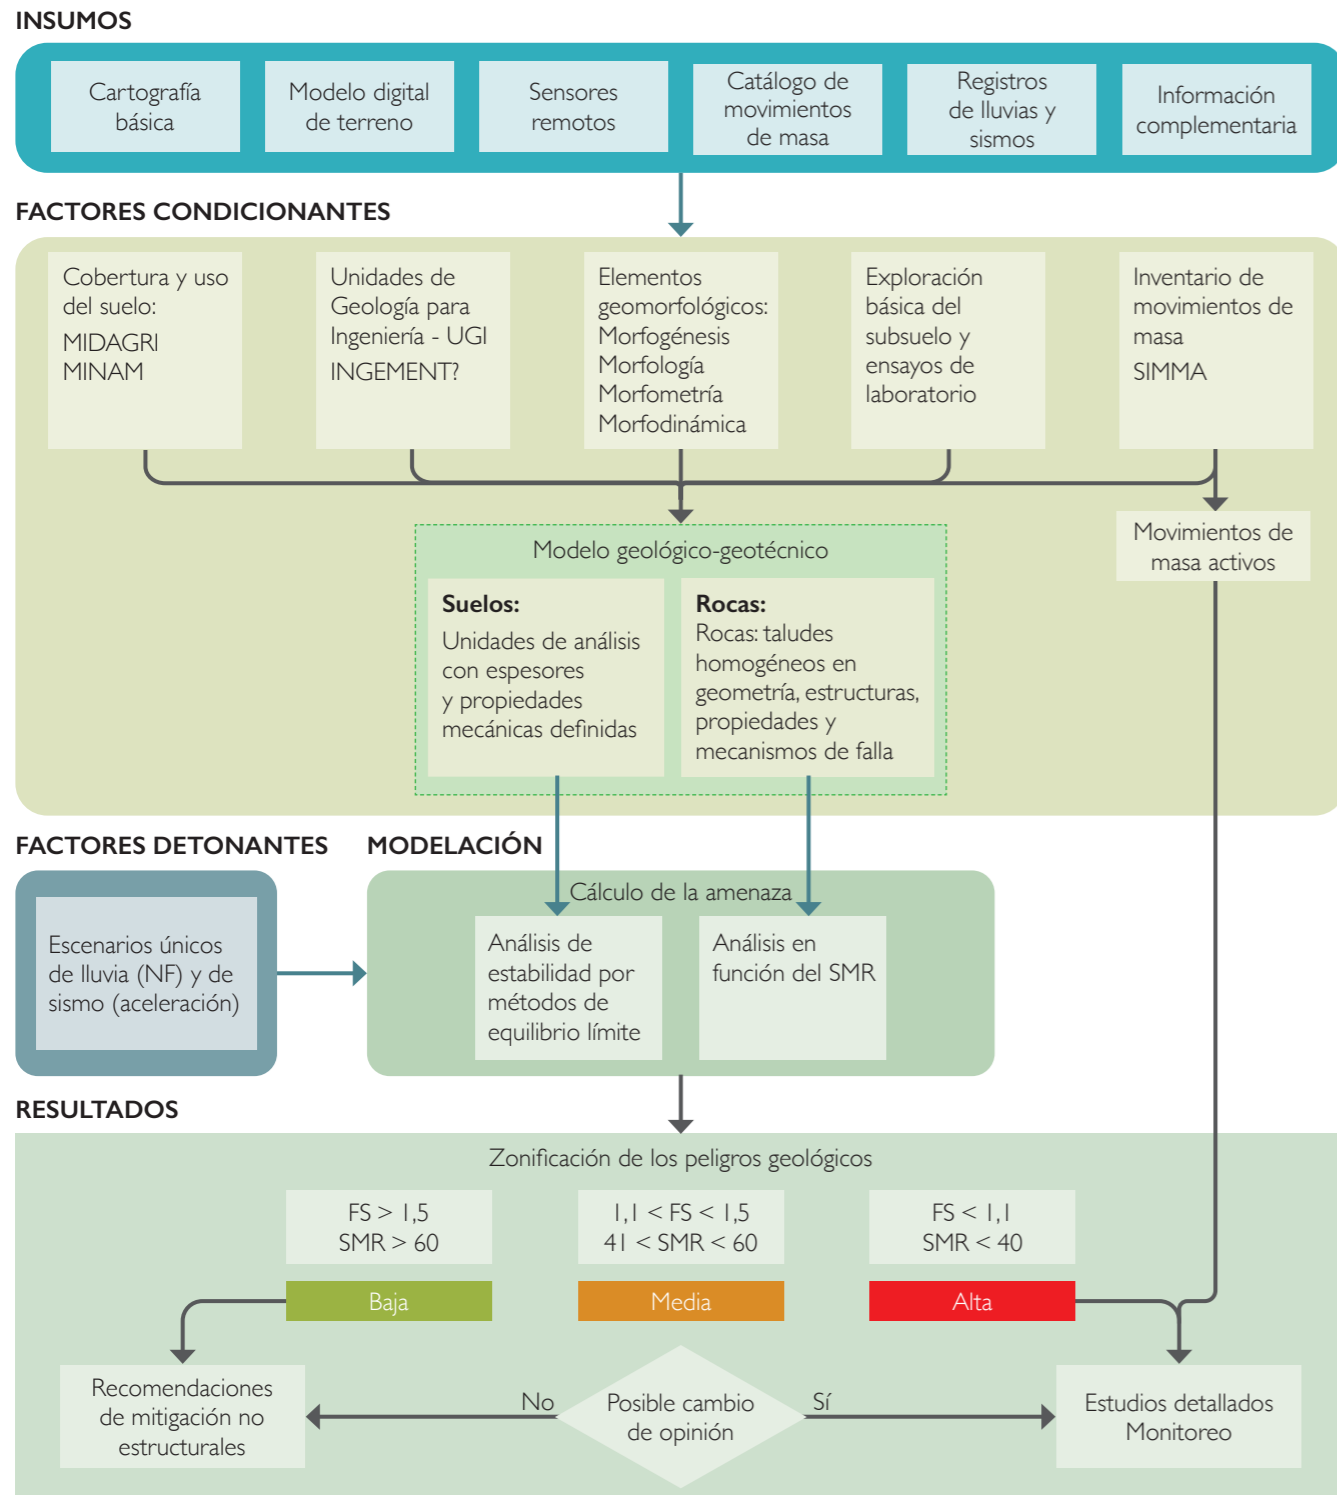 INSUMOS
Cartografía
básica
Modelo digital
de terreno
Sensores
remotos
Catálogo de
movimientos
de masa
Registros
de lluvias y
sismos
Información
complementaria
FACTORES CONDICIONANTES
Cobertura y uso
del suelo:
MIDAGRI
MINAM
Unidades de
Geología para
Ingeniería - UGI
INGEMENT?
Elementos
geomorfológicos:
Morfogénesis
Morfología
Morfometría
Morfodinámica
Exploración
básica del
subsuelo y
ensayos de
laboratorio
Inventario de
movimientos de
masa
SIMMA
Movimientos de
masa activos
Modelo geológico-geotécnico
Suelos:
Unidades de análisis
con espesores
y propiedades
mecánicas definidas
Rocas:
Rocas: taludes
homogéneos en
geometría, estructuras,
propiedades y
mecanismos de falla
FACTORES DETONANTES
Escenarios únicos
de lluvia (NF) y de
sismo (aceleración)
MODELACIÓN
Cálculo de la amenaza
Análisis de
estabilidad por
métodos de
equilibrio límite
Análisis en
función del SMR
RESULTADOS
Zonificación de los peligros geológicos
FS > 1,5
SMR > 60
Baja
1,1 < FS < 1,5
41 < SMR < 60
Media
FS < 1,1
SMR < 40
Alta
Recomendaciones
de mitigación no
estructurales
No
Posible cambio
de opinión
Sí
Estudios detallados
Monitoreo